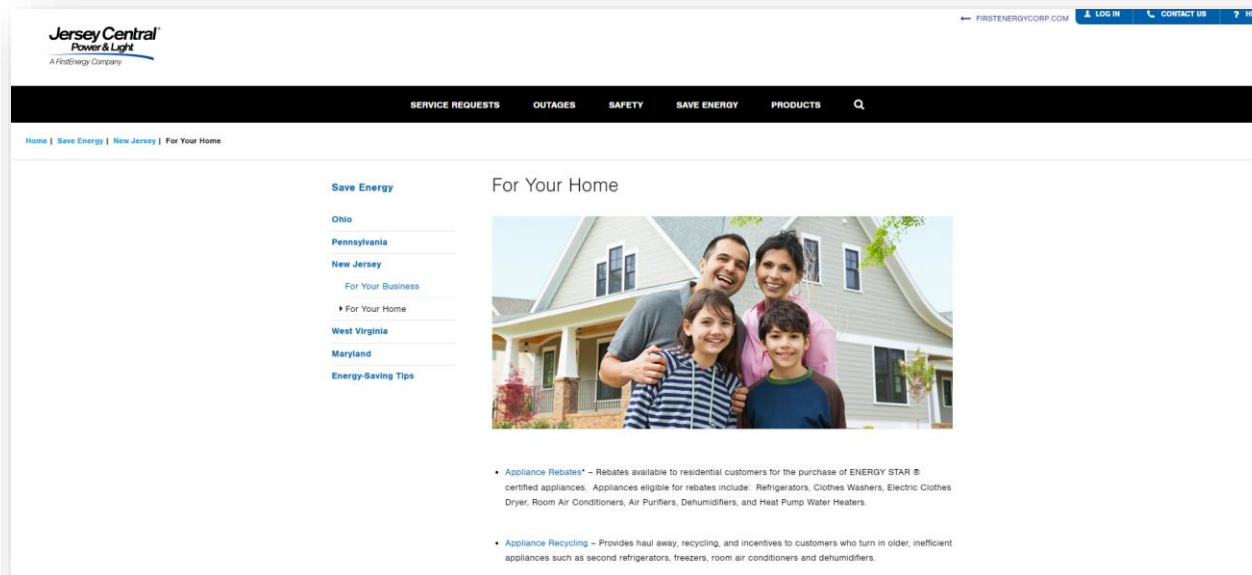 FIRSTENERGYCORP.COM
LOG IN
CONTACT US
? H
Jersey Central®
Power & Light
A FirstEnergy Company
SERVICE REQUESTS
OUTAGES
SAFETY
SAVE ENERGY
PRODUCTS
Home | Save Energy | New Jersey | For Your Home
Save Energy
Ohio
Pennsylvania
New Jersey
For Your Business
For Your Home
West Virginia
Maryland
Energy-Saving Tips
For Your Home
• Appliance Rebates* – Rebates available to residential customers for the purchase of ENERGY STAR ®
certified appliances. Appliances eligible for rebates include: Refrigerators, Clothes Washers, Electric Clothes
Dryer, Room Air Conditioners, Air Purifiers, Dehumidifiers, and Heat Pump Water Heaters.
• Appliance Recycling – Provides haul away, recycling, and incentives to customers who turn in older, inefficient
appliances such as second refrigerators, freezers, room air conditioners and dehumidifiers.